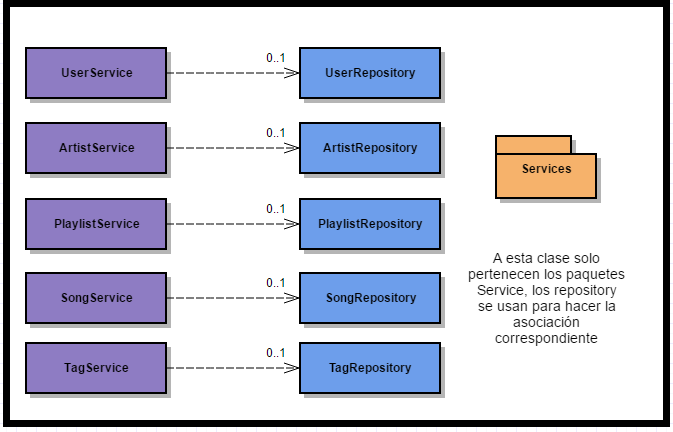 0..1
UserService
UserRepository
0..1
ArtistService
ArtistRepository
0..1
PlaylistService
PlaylistRepository
0..1
SongService
SongRepository
0..1
TagService
TagRepository
Services
A esta clase solo
pertenecen los paquetes
Service, los repository
se usan para hacer la
asociación
correspondiente